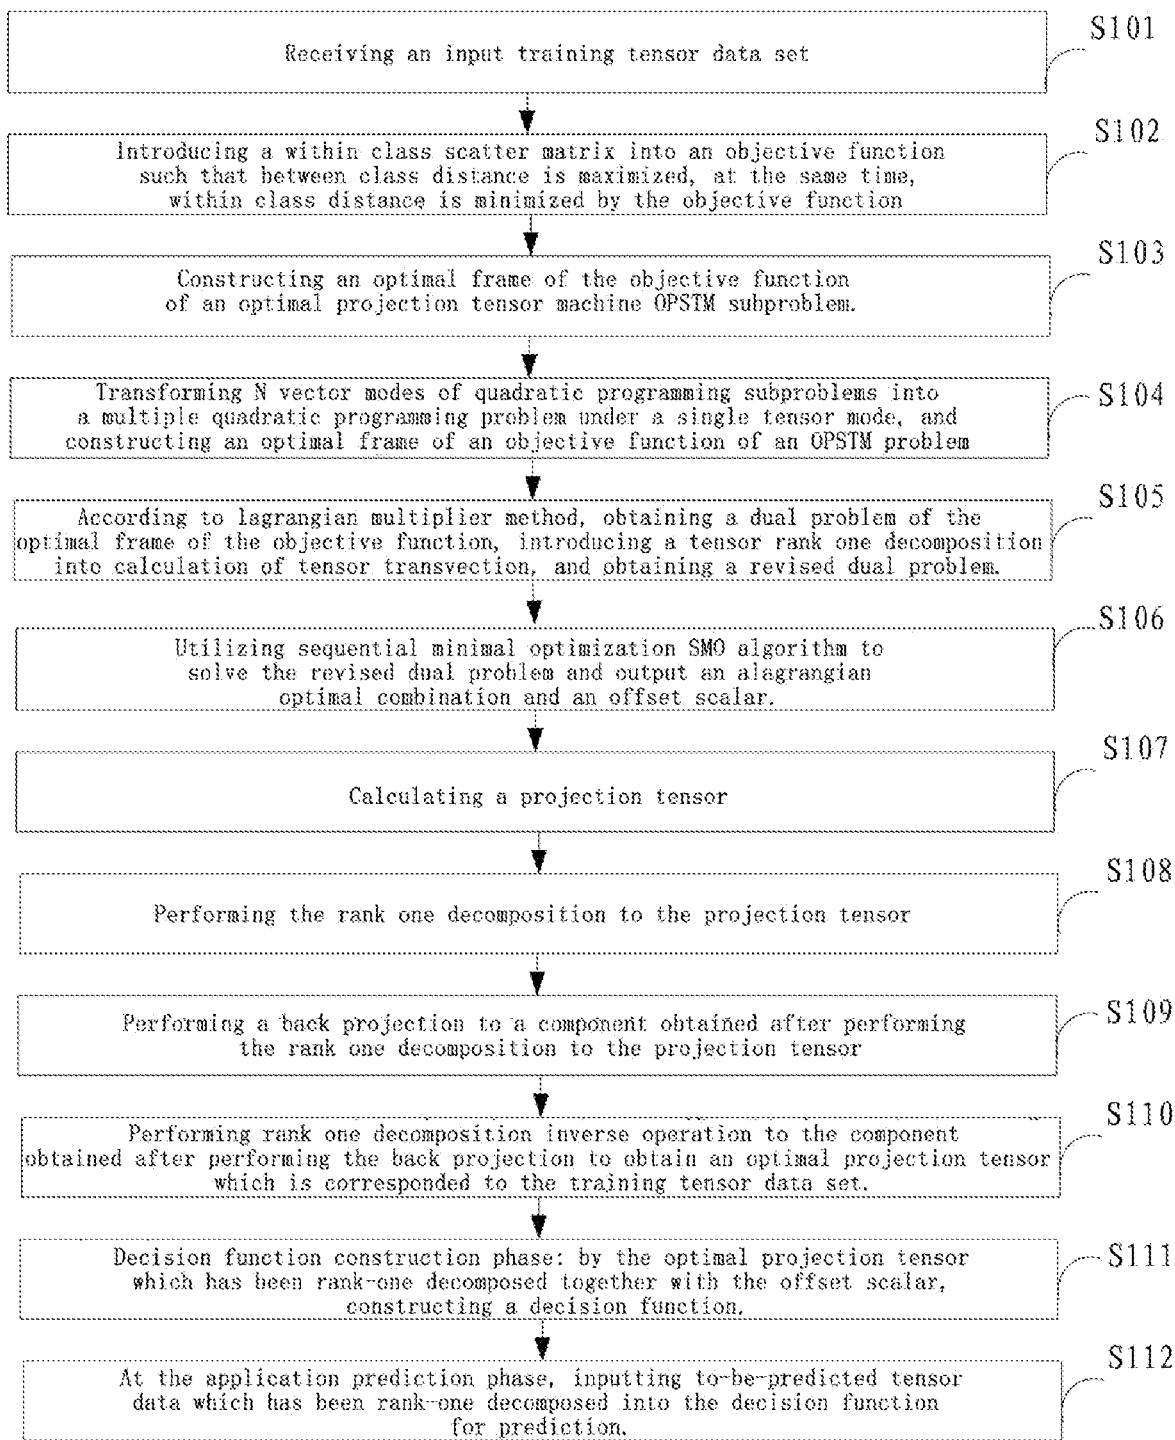 S101
Receiving an input training tensor data set
S102
Introducing a within class scatter matrix into an objective function
such that between class distance is maximized, at the same time,
within class distance is minimized by the objective function
S103
Constructing an optimal frame of the objective function
of an optimal projection tensor machine OPSTM subproblem.
S104
Transforming N vector modes of quadratic programming subproblems into
a multiple quadratic programming problem under a single tensor mode, and
constructing an optimal frame of an objective function of an OPSTM problem
S105
According to lagrangian multiplier method, obtaining a dual problem of the
optimal frame of the objective function, introducing a tensor rank one decomposition
into calculation of tensor transvection, and obtaining a revised dual problem.
S106
Utilizing sequential minimal optimization SMO algorithm to
solve the revised dual problem and output an alagrangian
optimal combination and an offset scalar.
S107
Calculating a projection tensor
S108
Performing the rank one decomposition to the projection tensor
S109
Performing a back projection to a component obtained after performing
the rank one decomposition to the projection tensor
S110
Performing rank one decomposition inverse operation to the component
obtained after performing the back projection to obtain an optimal projection tensor
which is corresponded to the training tensor data set.
S111
Decision function construction phase: by the optimal projection tensor
which has been rank-one decomposed together with the offset scalar,
constructing a decision function.
S112
At the application prediction phase, inputting to-be-predicted tensor
data which has been rank-one decomposed into the decision function
for prediction.